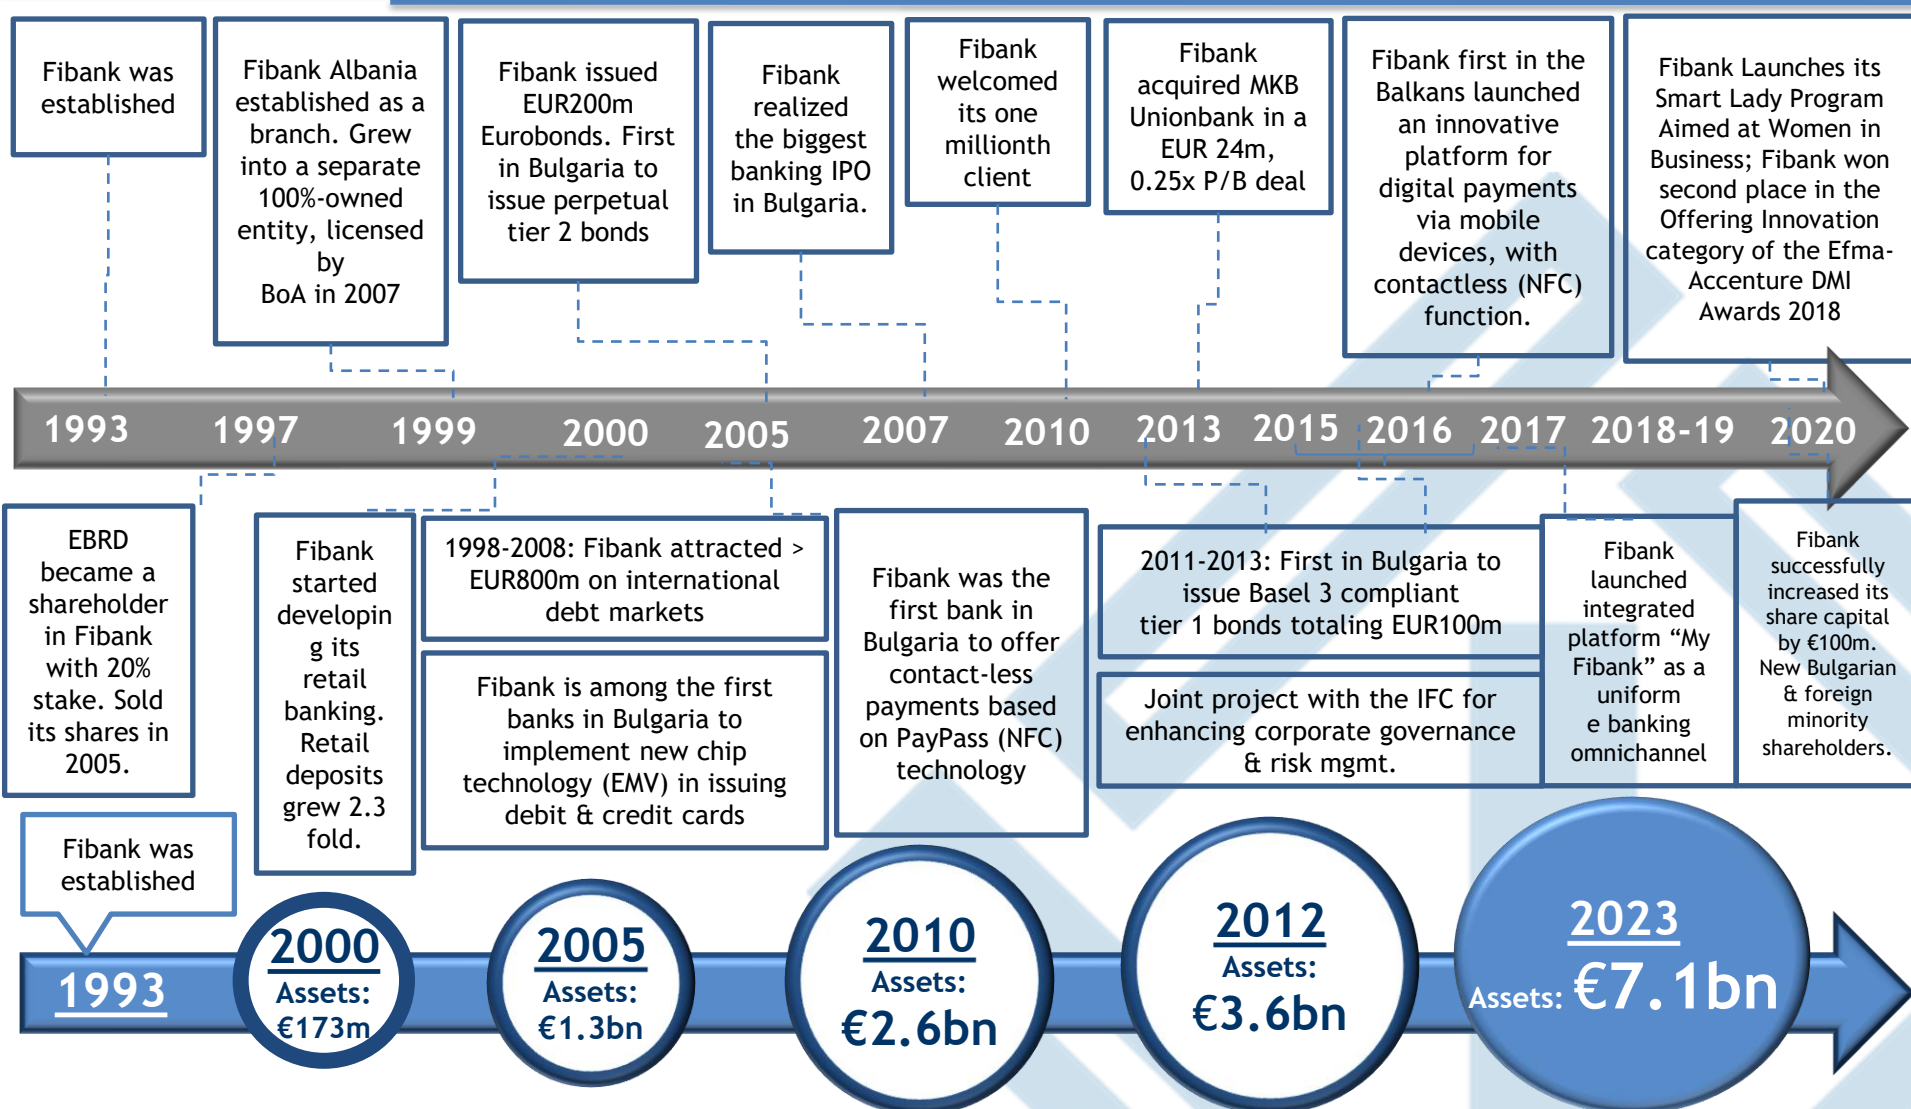 Fibank was
established
Fibank Albania
established as a
branch. Grew
into a separate
100%-owned
entity, licensed
by
BoA in 2007
Fibank issued
EUR200m
Eurobonds. First
in Bulgaria to
issue perpetual
tier 2 bonds
Fibank
realized
the biggest
banking IPO
in Bulgaria.
Fibank
welcomed
its one
millionth
client
Fibank
acquired MKB
Unionbank in a
EUR 24m,
0.25x P/B deal
Fibank first in the
Balkans launched
an innovative
platform for
digital payments
via mobile
devices, with
contactless (NFC)
function.
Fibank Launches its
Smart Lady Program
Aimed at Women in
Business; Fibank won
second place in the
Offering Innovation
category of the Efma-
Accenture DMI
Awards 2018
1993 1997 1999 2000 2005 2007 2010 2013 2015 2016 2017 2018-19 2020
EBRD
became a
shareholder
in Fibank
with 20%
stake. Sold
its shares in
2005.
Fibank
started
developin
g its
retail
banking.
Retail
deposits
grew 2.3
fold.
1998-2008: Fibank attracted >
EUR800m on international
debt markets
Fibank is among the first
banks in Bulgaria to
implement new chip
technology (EMV) in issuing
debit & credit cards
Fibank was the
first bank in
Bulgaria to offer
contact-less
payments based
on PayPass (NFC)
technology
2011-2013: First in Bulgaria to
issue Basel 3 compliant
tier 1 bonds totaling EUR100m
Joint project with the IFC for
enhancing corporate governance
& risk mgmt.
Fibank
launched
integrated
platform “My
Fibank” as a
uniform
e banking
omnichannel
Fibank
successfully
increased its
share capital
by €100m.
New Bulgarian
& foreign
minority
shareholders.
Fibank was
established
1993
2000
Assets:
€173m
2005
Assets:
€1.3bn
2010
Assets:
€2.6bn
2012
Assets:
€3.6bn
2023
Assets: €7.1bn